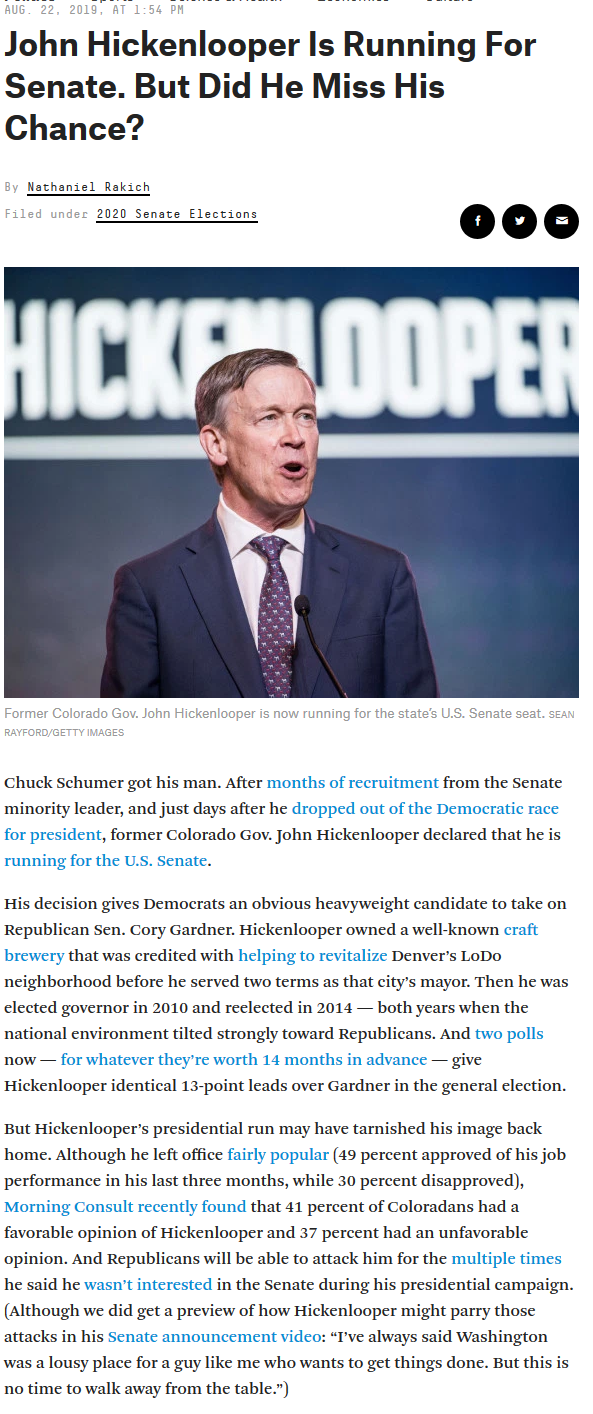 AUG. 22, 2019, AT 1:54 PM
John Hickenlooper Is Running For
Senate. But Did He Miss His
Chance?
By Nathaniel Rakich
Filed under 2020 Senate Elections
HICKENLOOPER
Former Colorado Gov. John Hickenlooper is now running for the state's U.S. Senate seat. SEAN
RAYFORD/GETTY IMAGES
Chuck Schumer got his man. After months of recruitment from the Senate
minority leader, and just days after he dropped out of the Democratic race
for president, former Colorado Gov. John Hickenlooper declared that he is
running for the U.S. Senate.
His decision gives Democrats an obvious heavyweight candidate to take on
Republican Sen. Cory Gardner. Hickenlooper owned a well-known craft
brewery that was credited with helping to revitalize Denver's LoDo
neighborhood before he served two terms as that city's mayor. Then he was
elected governor in 2010 and reelected in 2014 — both years when the
national environment tilted strongly toward Republicans. And two polls
now — for whatever they're worth 14 months in advance — give
Hickenlooper identical 13-point leads over Gardner in the general election.
But Hickenlooper's presidential run may have tarnished his image back
home. Although he left office fairly popular (49 percent approved of his job
performance in his last three months, while 30 percent disapproved),
Morning Consult recently found that 41 percent of Coloradans had a
favorable opinion of Hickenlooper and 37 percent had an unfavorable
opinion. And Republicans will be able to attack him for the multiple times
he said he wasn't interested in the Senate during his presidential campaign.
(Although we did get a preview of how Hickenlooper might parry those
attacks in his Senate announcement video: "I've always said Washington
was a lousy place for a guy like me who wants to get things done. But this is
no time to walk away from the table.")